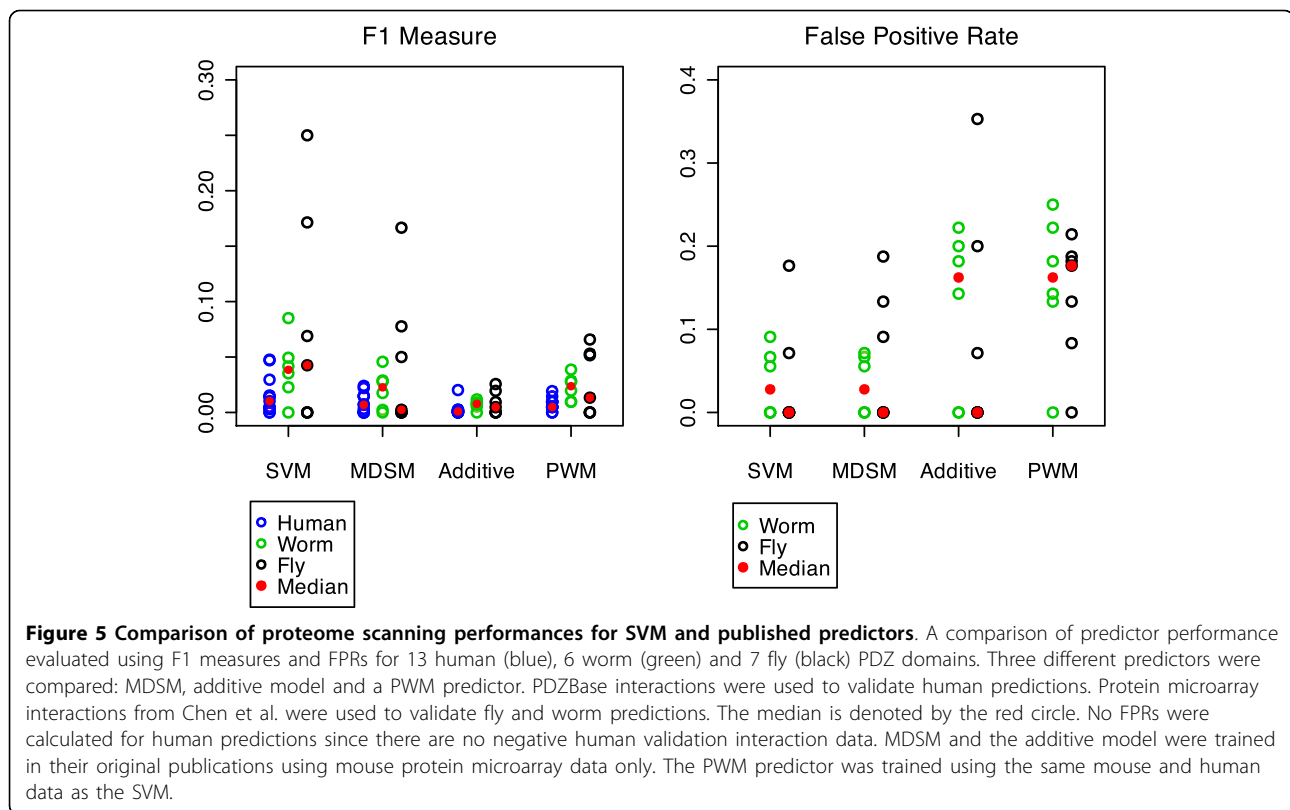 F1 Measure
False Positive Rate
0.30
0.20
0.10
0.00
0.4
0.3
0.2
0.1
0.0
SVM
MDSM
Additive
PWM
SVM
MDSM
Additive
PWM
Human
Worm
Fly
Median
Worm
Fly
Median
Figure 5 Comparison of proteome scanning performances for SVM and published predictors. A comparison of predictor performance
evaluated using F1 measures and FPRs for 13 human (blue), 6 worm (green) and 7 fly (black) PDZ domains. Three different predictors were
compared: MDSM, additive model and a PWM predictor. PDZBase interactions were used to validate human predictions. Protein microarray
interactions from Chen et al. were used to validate fly and worm predictions. The median is denoted by the red circle. No FPRs were
calculated for human predictions since there are no negative human validation interaction data. MDSM and the additive model were trained
in their original publications using mouse protein microarray data only. The PWM predictor was trained using the same mouse and human
data as the SVM.